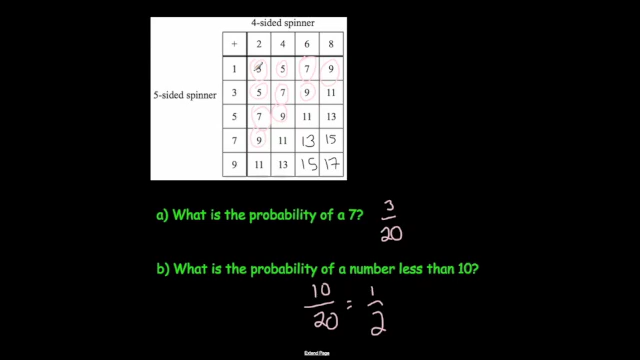 4-sided spinner
+ 2 4 6 8
1 3 5 7 9
5-sided spinner
3 5 7 9 11
5 7 9 11 13
7 9 11 13 15
9 11 13 15 17
a) What is the probability of a 7? 3/20
b) What is the probability of a number less than 10?
10/20 = 1/2
Extend Page